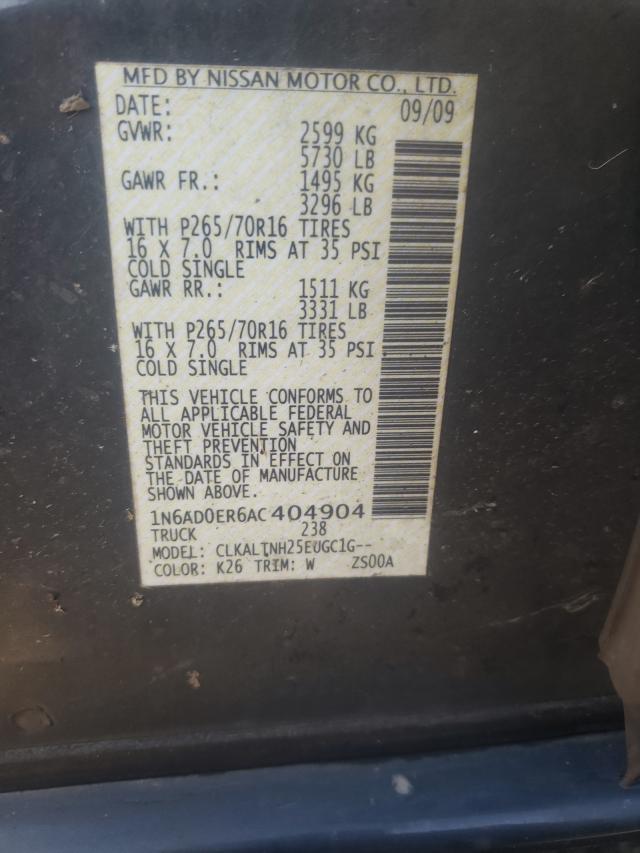 MFD BY NISSAN MOTOR CO., LTD.
DATE: 09/09
GVWR: 2599 KG
5730 LB
GAWR FR.: 1495 KG
3296 LB
WITH P265/70R16 TIRES
16 X 7.0 RIMS AT 35 PSI
COLD SINGLE
GAWR RR.: 1511 KG
3331 LB
WITH P265/70R16 TIRES
16 X 7.0 RIMS AT 35 PSI
COLD SINGLE
THIS VEHICLE CONFORMS TO
ALL APPLICABLE FEDERAL
MOTOR VEHICLE SAFETY AND
THEFT PREVENTION
STANDARDS IN EFFECT ON
THE DATE OF MANUFACTURE
SHOWN ABOVE.
1N6AD0ER6AC404904
TRUCK 238
MODEL: CLKALTNH25EUGC1G--
COLOR: K26 TRIM: W ZS00A